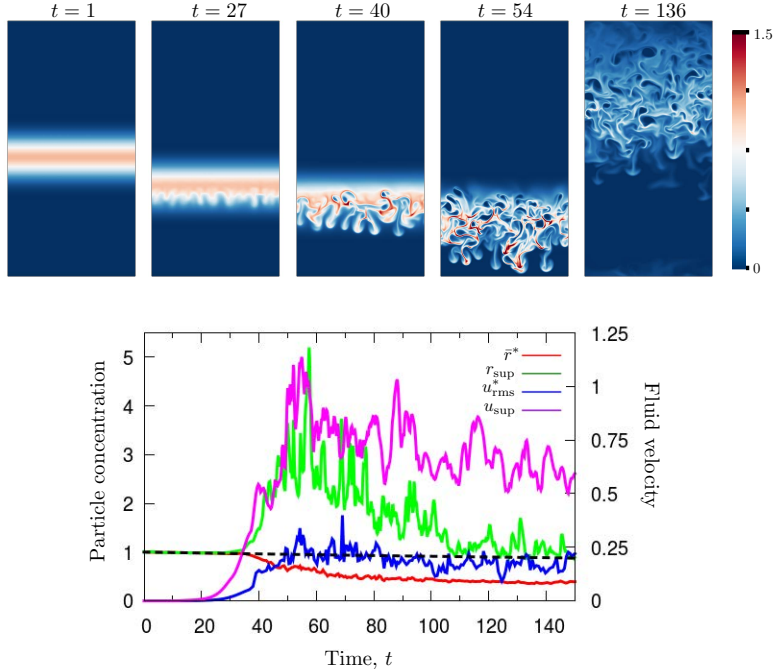 t = 1 t = 27 t = 40 t = 54 t = 136
1.5
0
5 1.25
r̄*
r_sup
u*_rms
u_sup
4 1
3 0.75
2 0.5
1 0.25
0 0
Particle concentration
Fluid velocity
0 20 40 60 80 100 120 140
Time, t